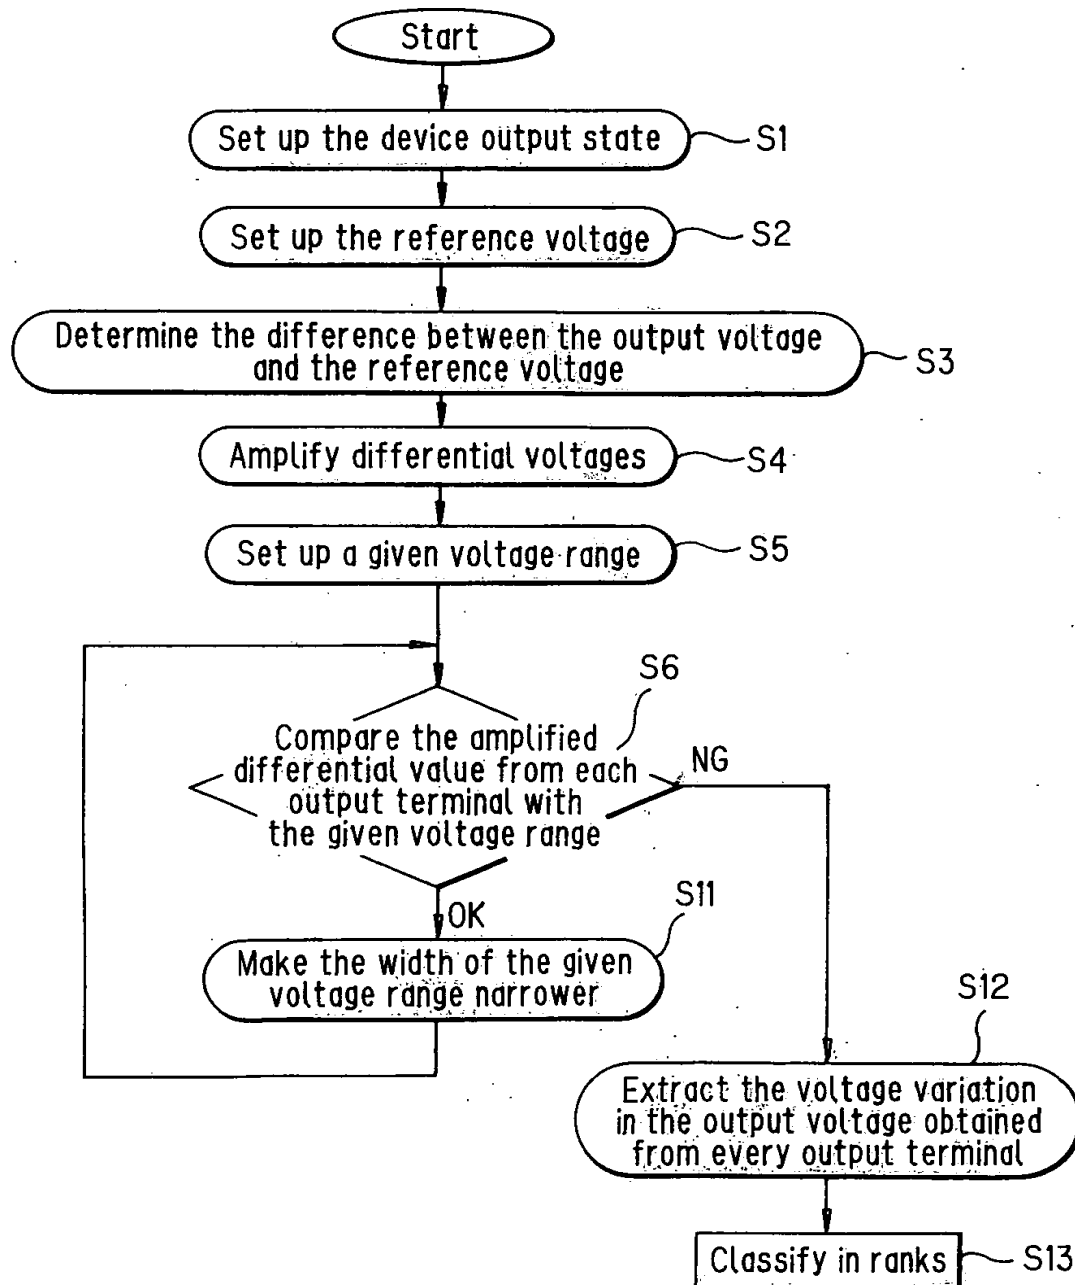 Start
Set up the device output state
S1
Set up the reference voltage
S2
Determine the difference between the output voltage
and the reference voltage
S3
Amplify differential voltages
S4
Set up a given voltage range
S5
S6
Compare the amplified
differential value from each
output terminal with
the given voltage range
NG
OK
S11
Make the width of the given
voltage range narrower
S12
Extract the voltage variation
in the output voltage obtained
from every output terminal
Classify in ranks
S13